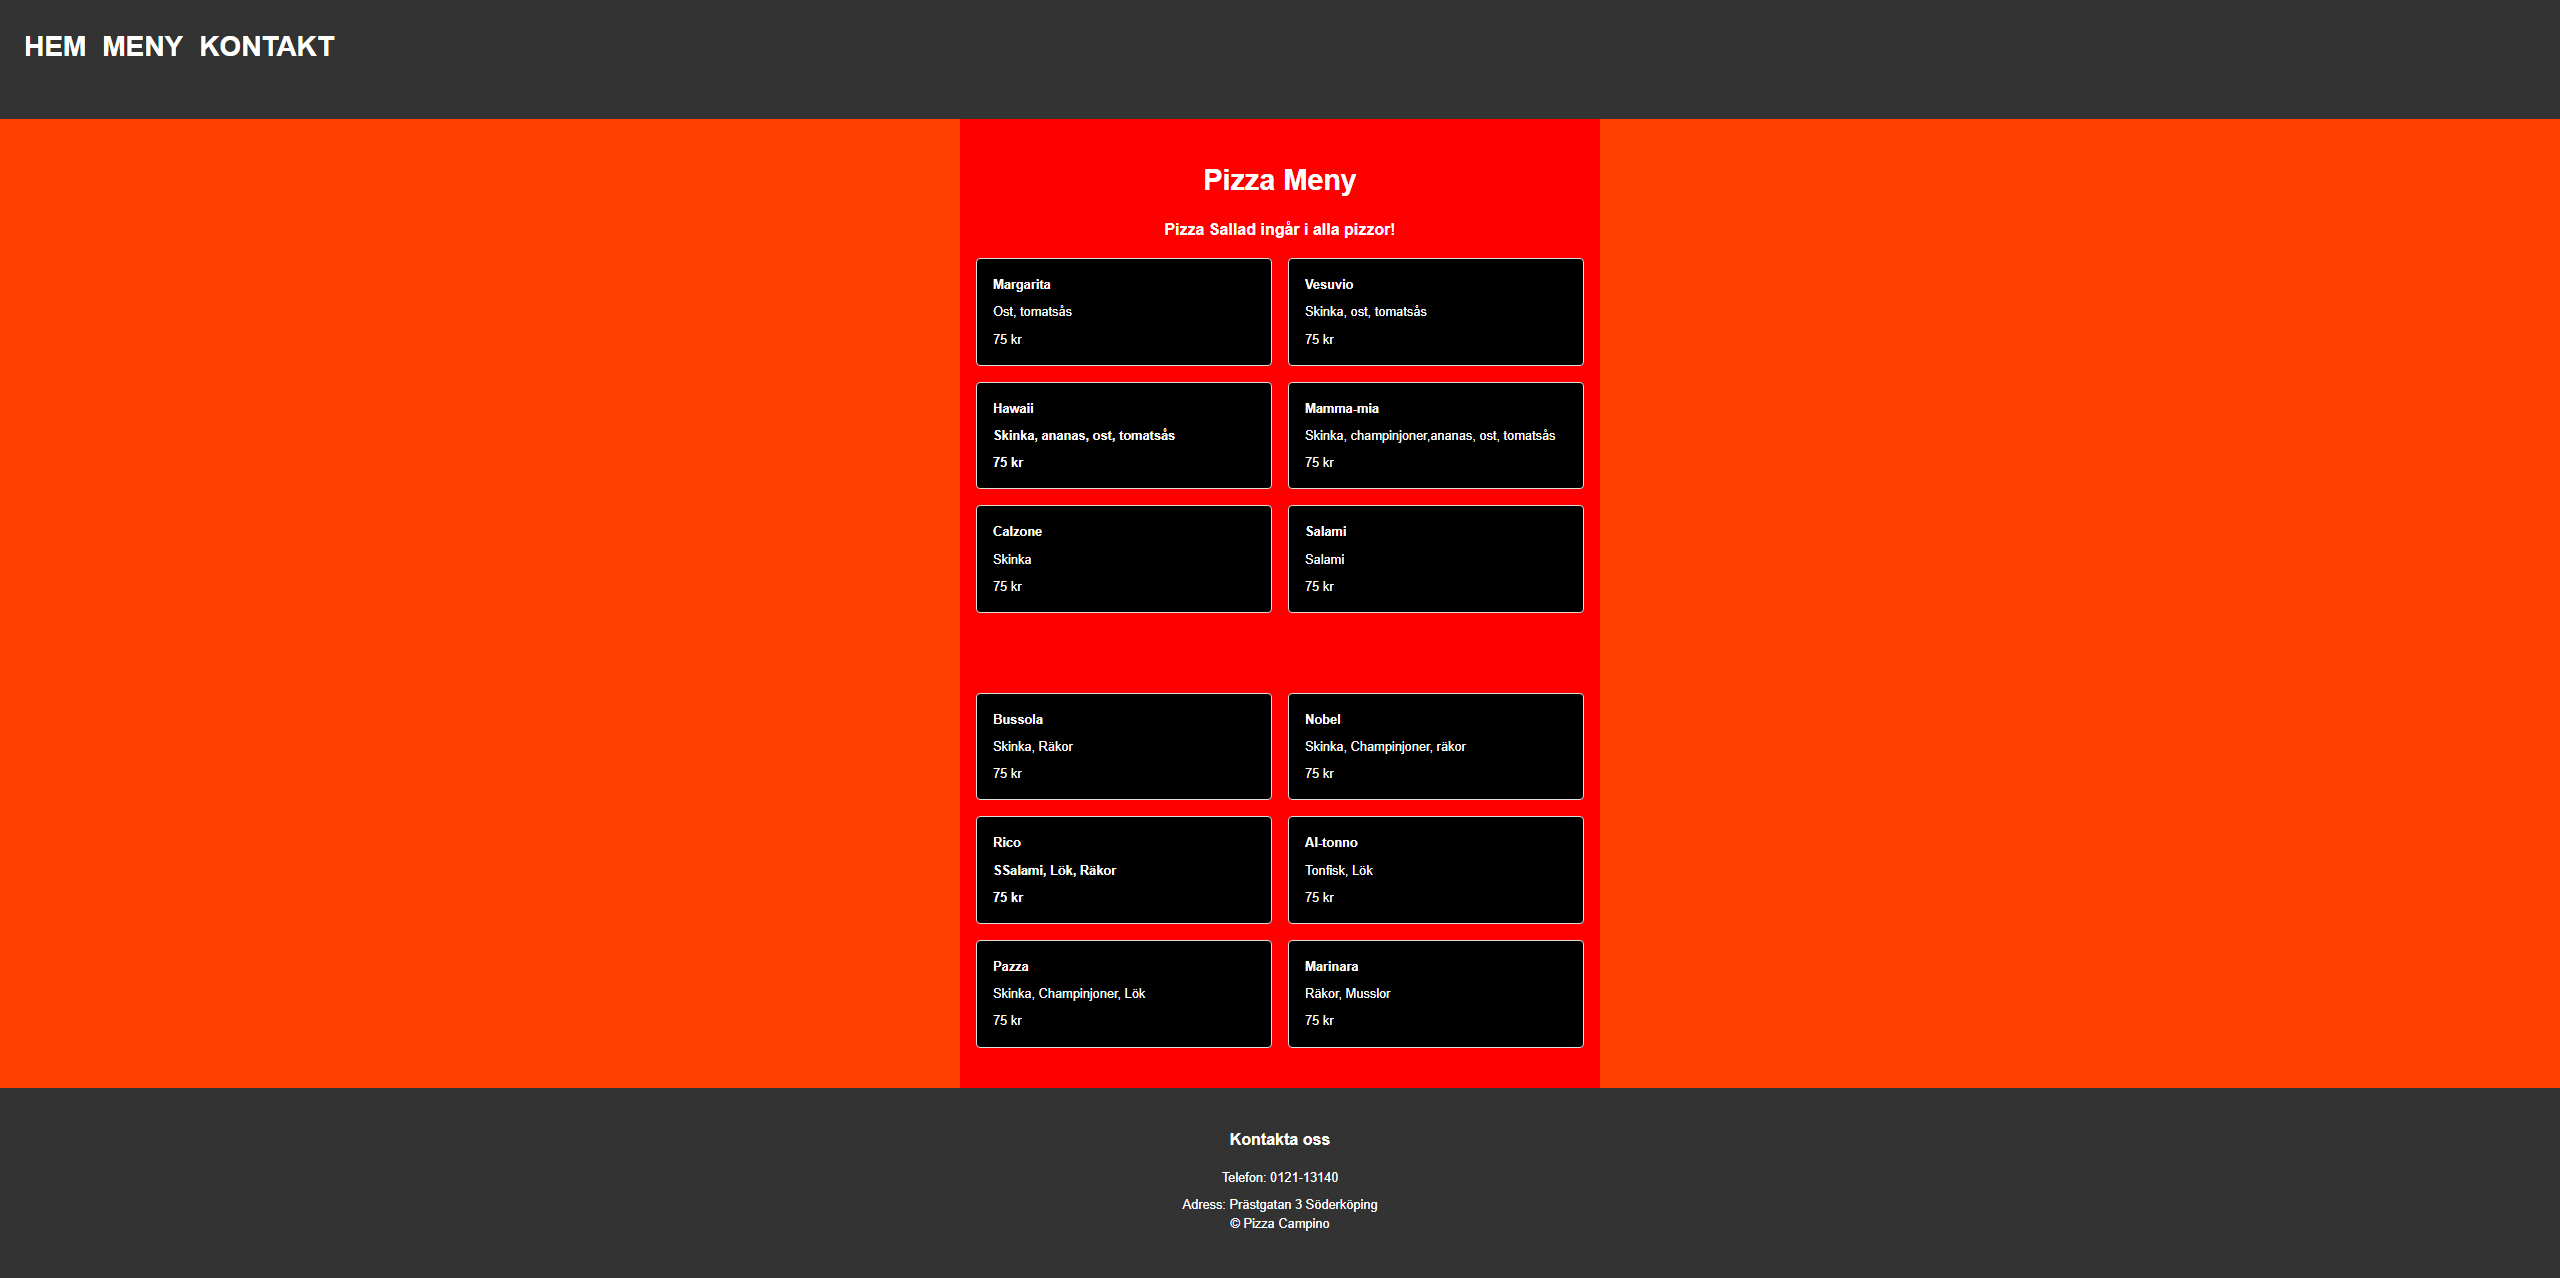 HEM MENY KONTAKT
Pizza Meny
Pizza Sallad ingår i alla pizzor!
Margarita
Ost, tomatsås
75 kr
Vesuvio
Skinka, ost, tomatsås
75 kr
Hawaii
Skinka, ananas, ost, tomatsås
75 kr
Mamma-mia
Skinka, champinjoner,ananas, ost, tomatsås
75 kr
Calzone
Skinka
75 kr
Salami
Salami
75 kr
Bussola
Skinka, Räkor
75 kr
Nobel
Skinka, Champinjoner, räkor
75 kr
Rico
SSalami, Lök, Räkor
75 kr
Al-tonno
Tonfisk, Lök
75 kr
Pazza
Skinka, Champinjoner, Lök
75 kr
Marinara
Räkor, Musslor
75 kr
Kontakta oss
Telefon: 0121-13140
Adress: Prästgatan 3 Söderköping
© Pizza Campino